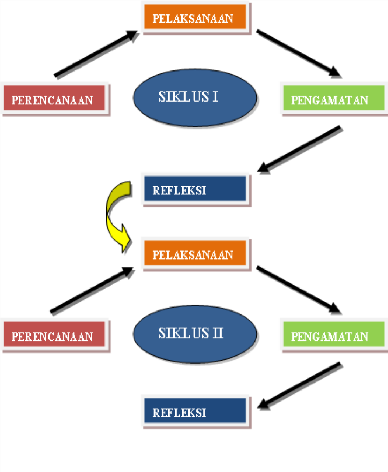 PELAKSANAAN
PERENCANAAN
SIKLUS I
PENGAMATAN
REFLEKSI
PELAKSANAAN
PERENCANAAN
SIKLUS II
PENGAMATAN
REFLEKSI